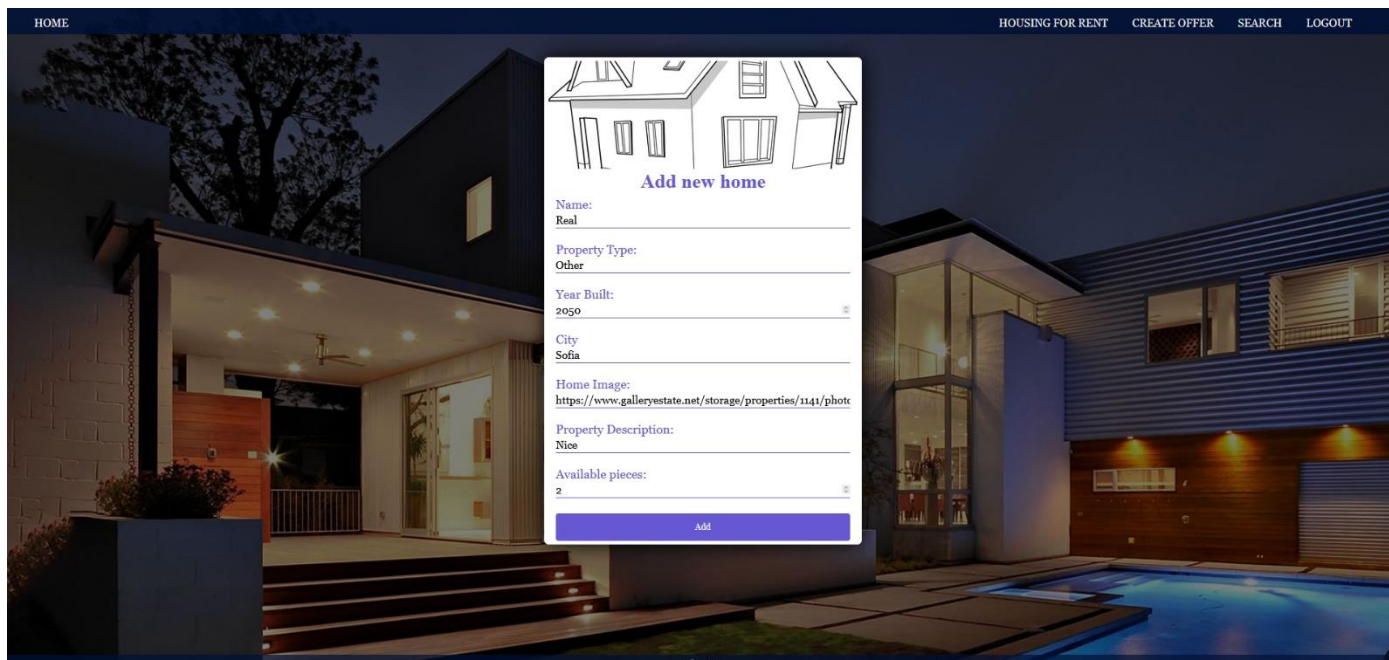 HOME HOUSING FOR RENT CREATE OFFER SEARCH LOGOUT
Add new home
Name:
Real
Property Type:
Other
Year Built:
2050
City
Sofia
Home Image:
https://www.galleryestate.net/storage/properties/1141/photo
Property Description:
Nice
Available pieces:
2
Add